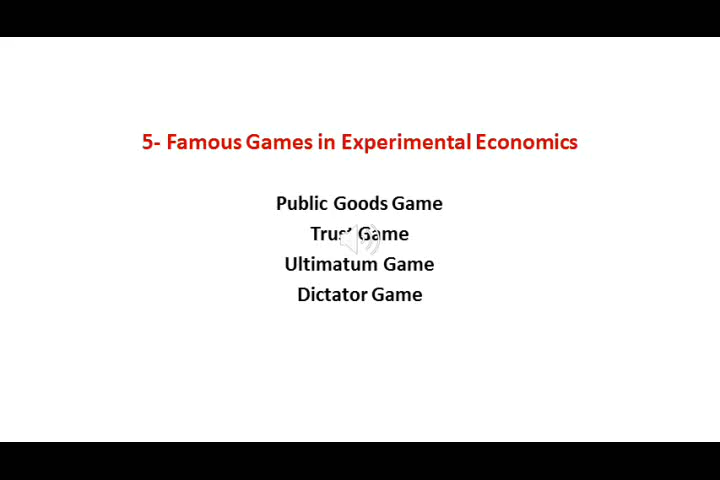 5- Famous Games in Experimental Economics
Public Goods Game
Trust Game
Ultimatum Game
Dictator Game